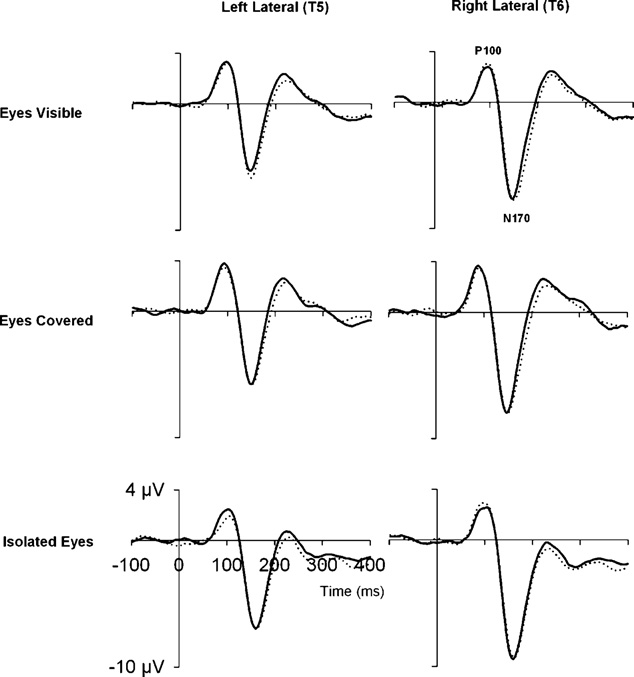 Left Lateral (T5)
Right Lateral (T6)
P100
Eyes Visible
N170
Eyes Covered
4 µV
Isolated Eyes
-100 0 100 200 300 400
Time (ms)
-10 µV